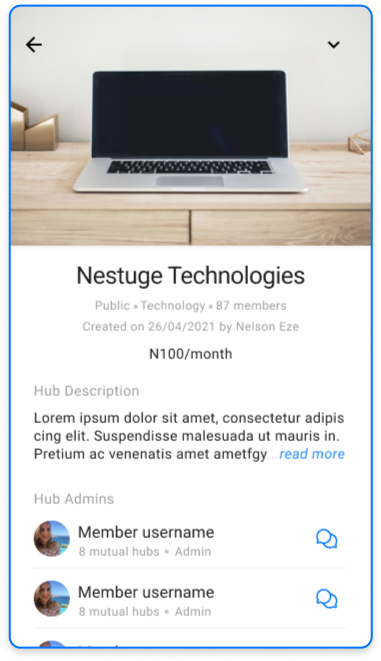 Nestuge Technologies
Public • Technology • 87 members
Created on 26/04/2021 by Nelson Eze
N100/month
Hub Description
Lorem ipsum dolor sit amet, consectetur adipis
cing elit. Suspendisse malesuada ut mauris in.
Pretium ac venenatis amet ametfgy...read more
Hub Admins
Member username
8 mutual hubs • Admin
Member username
8 mutual hubs • Admin